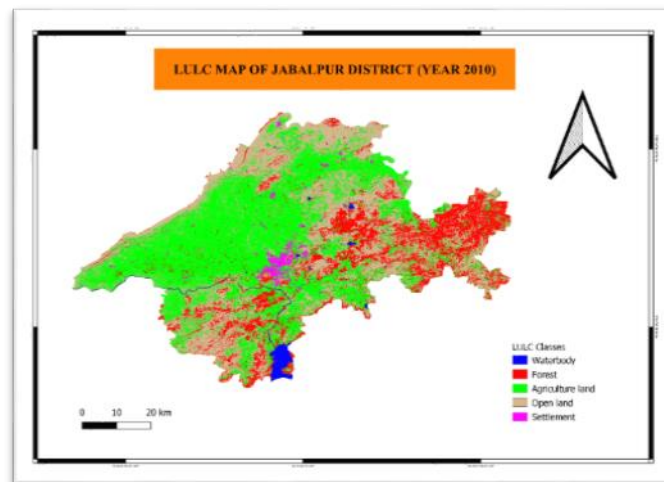 LULC MAP OF JABALPUR DISTRICT (YEAR 2010)
LULC Classes
Waterbody
Forest
Agriculture land
Open land
Settlement
0 10 20 km